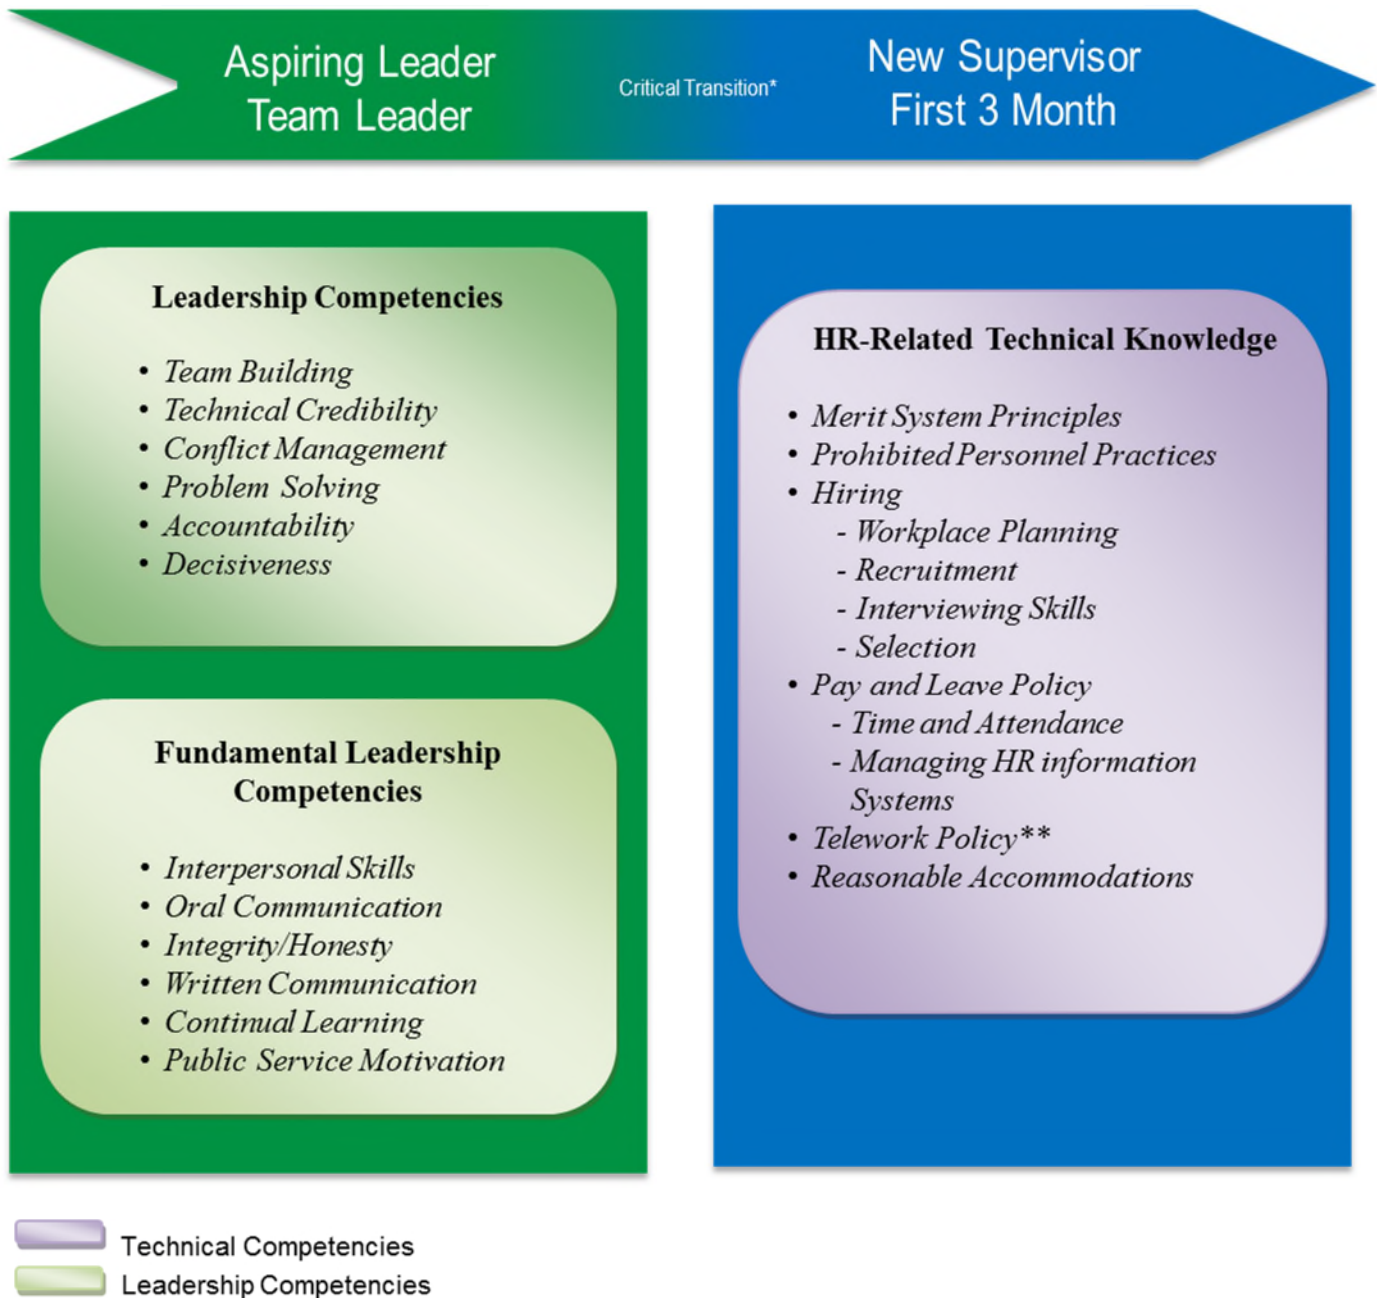 Aspiring Leader
Team Leader
Critical Transition*
New Supervisor
First 3 Month
Leadership Competencies
• Team Building
• Technical Credibility
• Conflict Management
• Problem Solving
• Accountability
• Decisiveness
Fundamental Leadership
Competencies
• Interpersonal Skills
• Oral Communication
• Integrity/Honesty
• Written Communication
• Continual Learning
• Public Service Motivation
HR-Related Technical Knowledge
• Merit System Principles
• Prohibited Personnel Practices
• Hiring
- Workplace Planning
- Recruitment
- Interviewing Skills
- Selection
• Pay and Leave Policy
- Time and Attendance
- Managing HR information
Systems
• Telework Policy**
• Reasonable Accommodations
Technical Competencies
Leadership Competencies